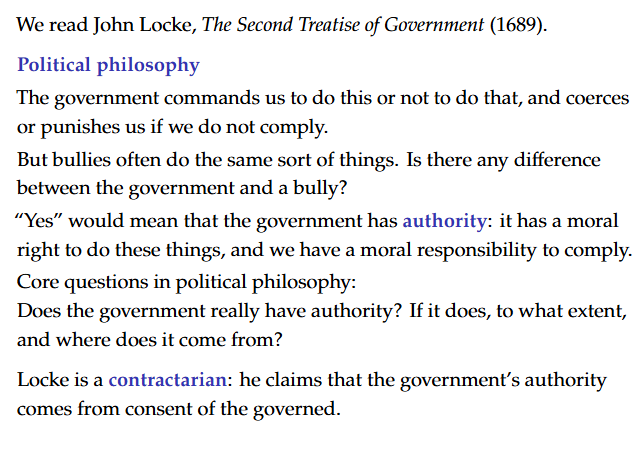 We read John Locke, The Second Treatise of Government (1689).
Political philosophy
The government commands us to do this or not to do that, and coerces
or punishes us if we do not comply.
But bullies often do the same sort of things. Is there any difference
between the government and a bully?
“Yes” would mean that the government has authority: it has a moral
right to do these things, and we have a moral responsibility to comply.
Core questions in political philosophy:
Does the government really have authority? If it does, to what extent,
and where does it come from?
Locke is a contractarian: he claims that the government’s authority
comes from consent of the governed.